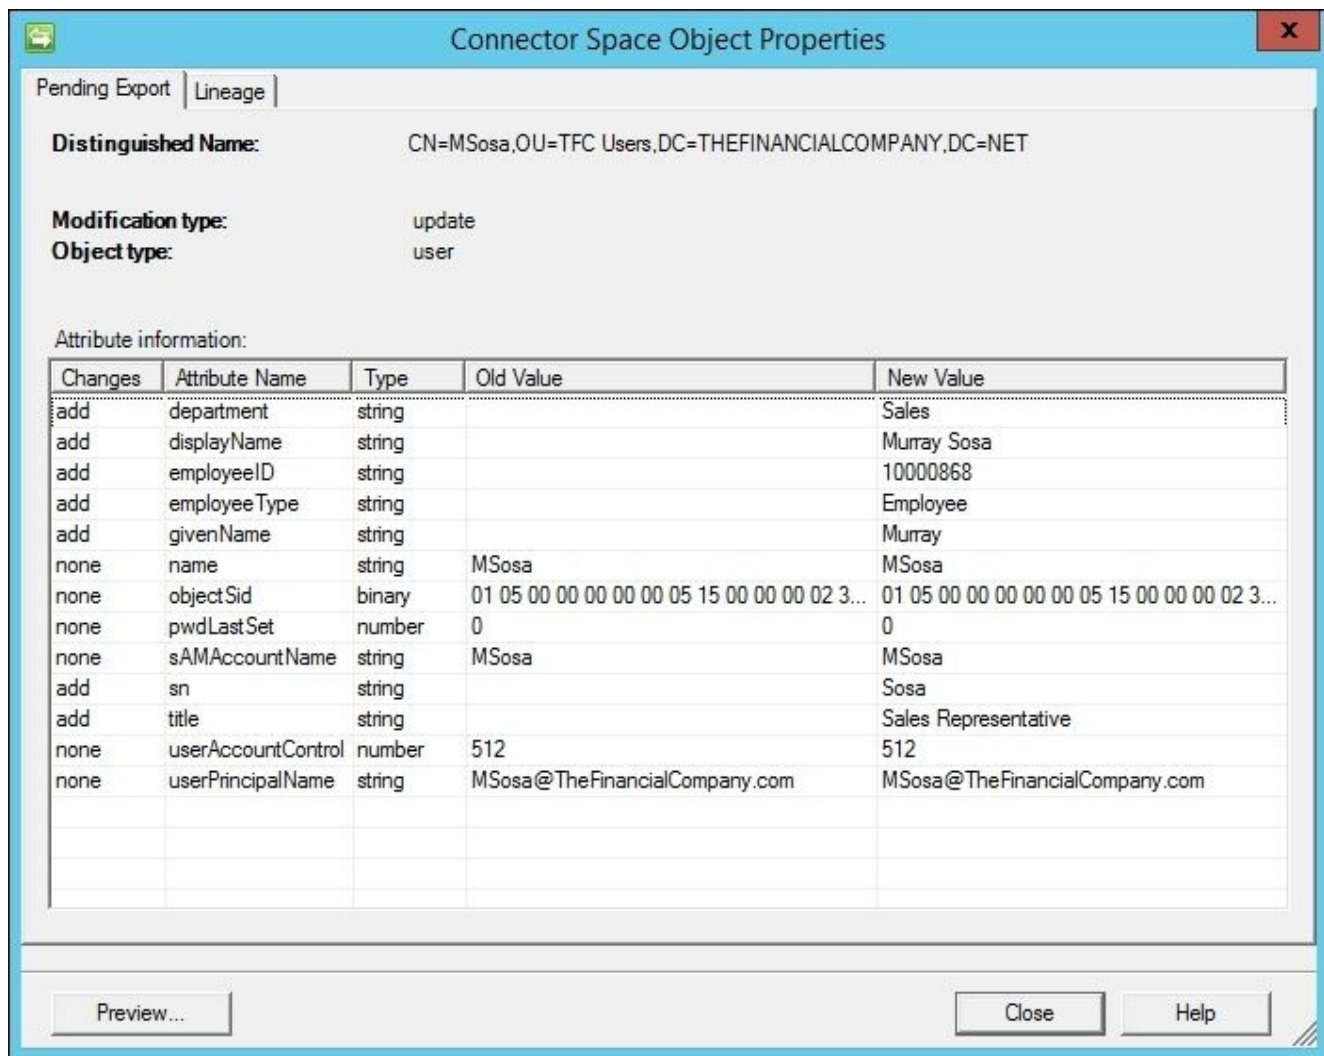 Connector Space Object Properties
x
Pending Export Lineage
Distinguished Name: CN=MSosa,OU=TFC Users,DC=THEFINANCIALCOMPANY,DC=NET
Modification type: update
Object type: user
Attribute information:
Changes Attribute Name Type Old Value New Value
add department string Sales
add displayName string Murray Sosa
add employeeID string 10000868
add employeeType string Employee
add givenName string Murray
none name string MSosa MSosa
none objectSid binary 01 05 00 00 00 00 00 05 15 00 00 00 02 3... 01 05 00 00 00 00 00 05 15 00 00 00 02 3...
none pwdLastSet number 0 0
none sAMAccountName string MSosa MSosa
add sn string Sosa
add title string Sales Representative
none userAccountControl number 512 512
none userPrincipalName string MSosa@TheFinancialCompany.com MSosa@TheFinancialCompany.com
Preview... Close Help